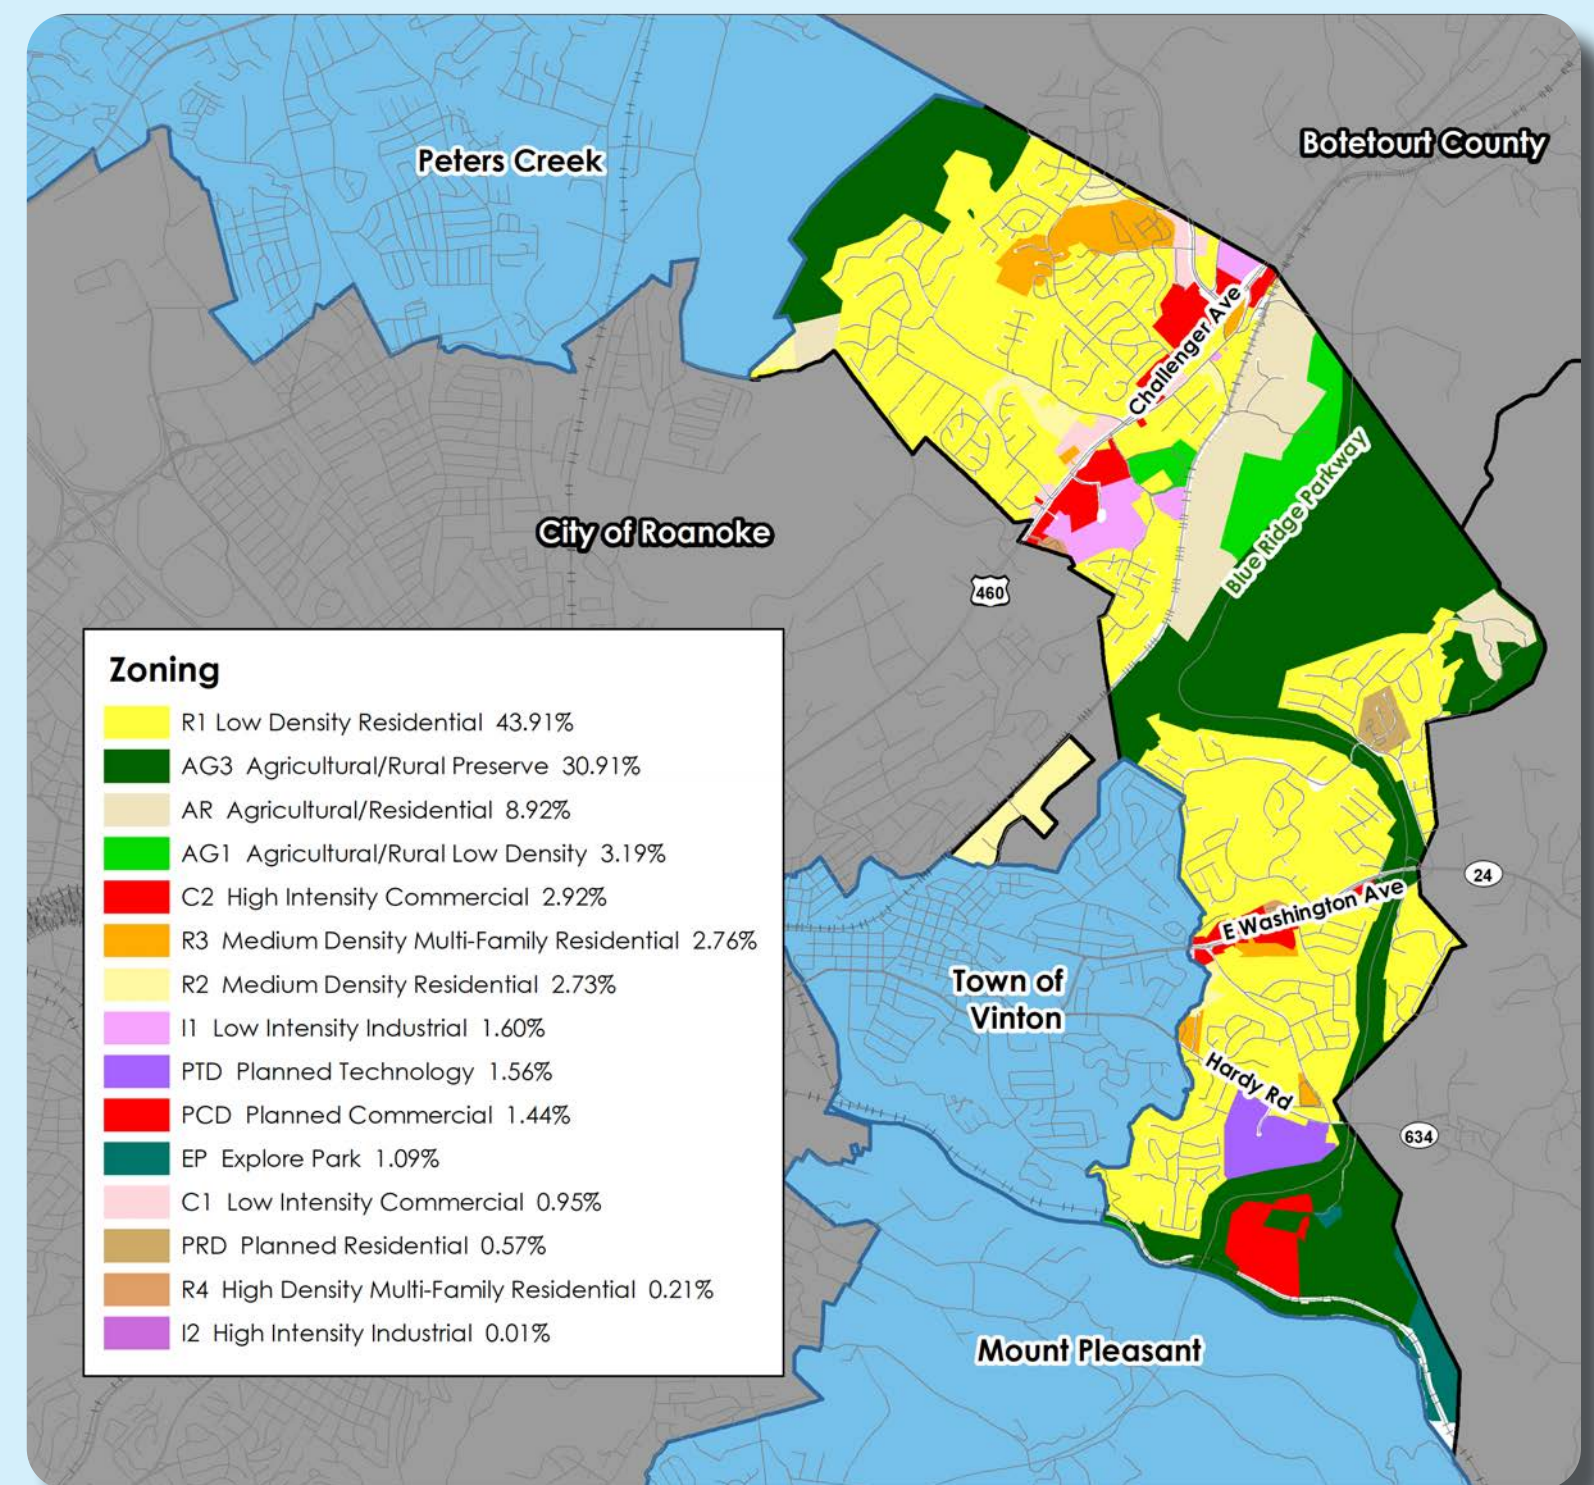 Botetourt County
Peters Creek
Challenger Ave
Blue Ridge Parkway
City of Roanoke
460
Zoning
R1 Low Density Residential 43.91%
AG3 Agricultural/Rural Preserve 30.91%
AR Agricultural/Residential 8.92%
AG1 Agricultural/Rural Low Density 3.19%
C2 High Intensity Commercial 2.92%
R3 Medium Density Multi-Family Residential 2.76%
R2 Medium Density Residential 2.73%
I1 Low Intensity Industrial 1.60%
PTD Planned Technology 1.56%
PCD Planned Commercial 1.44%
EP Explore Park 1.09%
C1 Low Intensity Commercial 0.95%
PRD Planned Residential 0.57%
R4 High Density Multi-Family Residential 0.21%
I2 High Intensity Industrial 0.01%
24
E Washington Ave
Town of
Vinton
Hardy Rd
634
Mount Pleasant